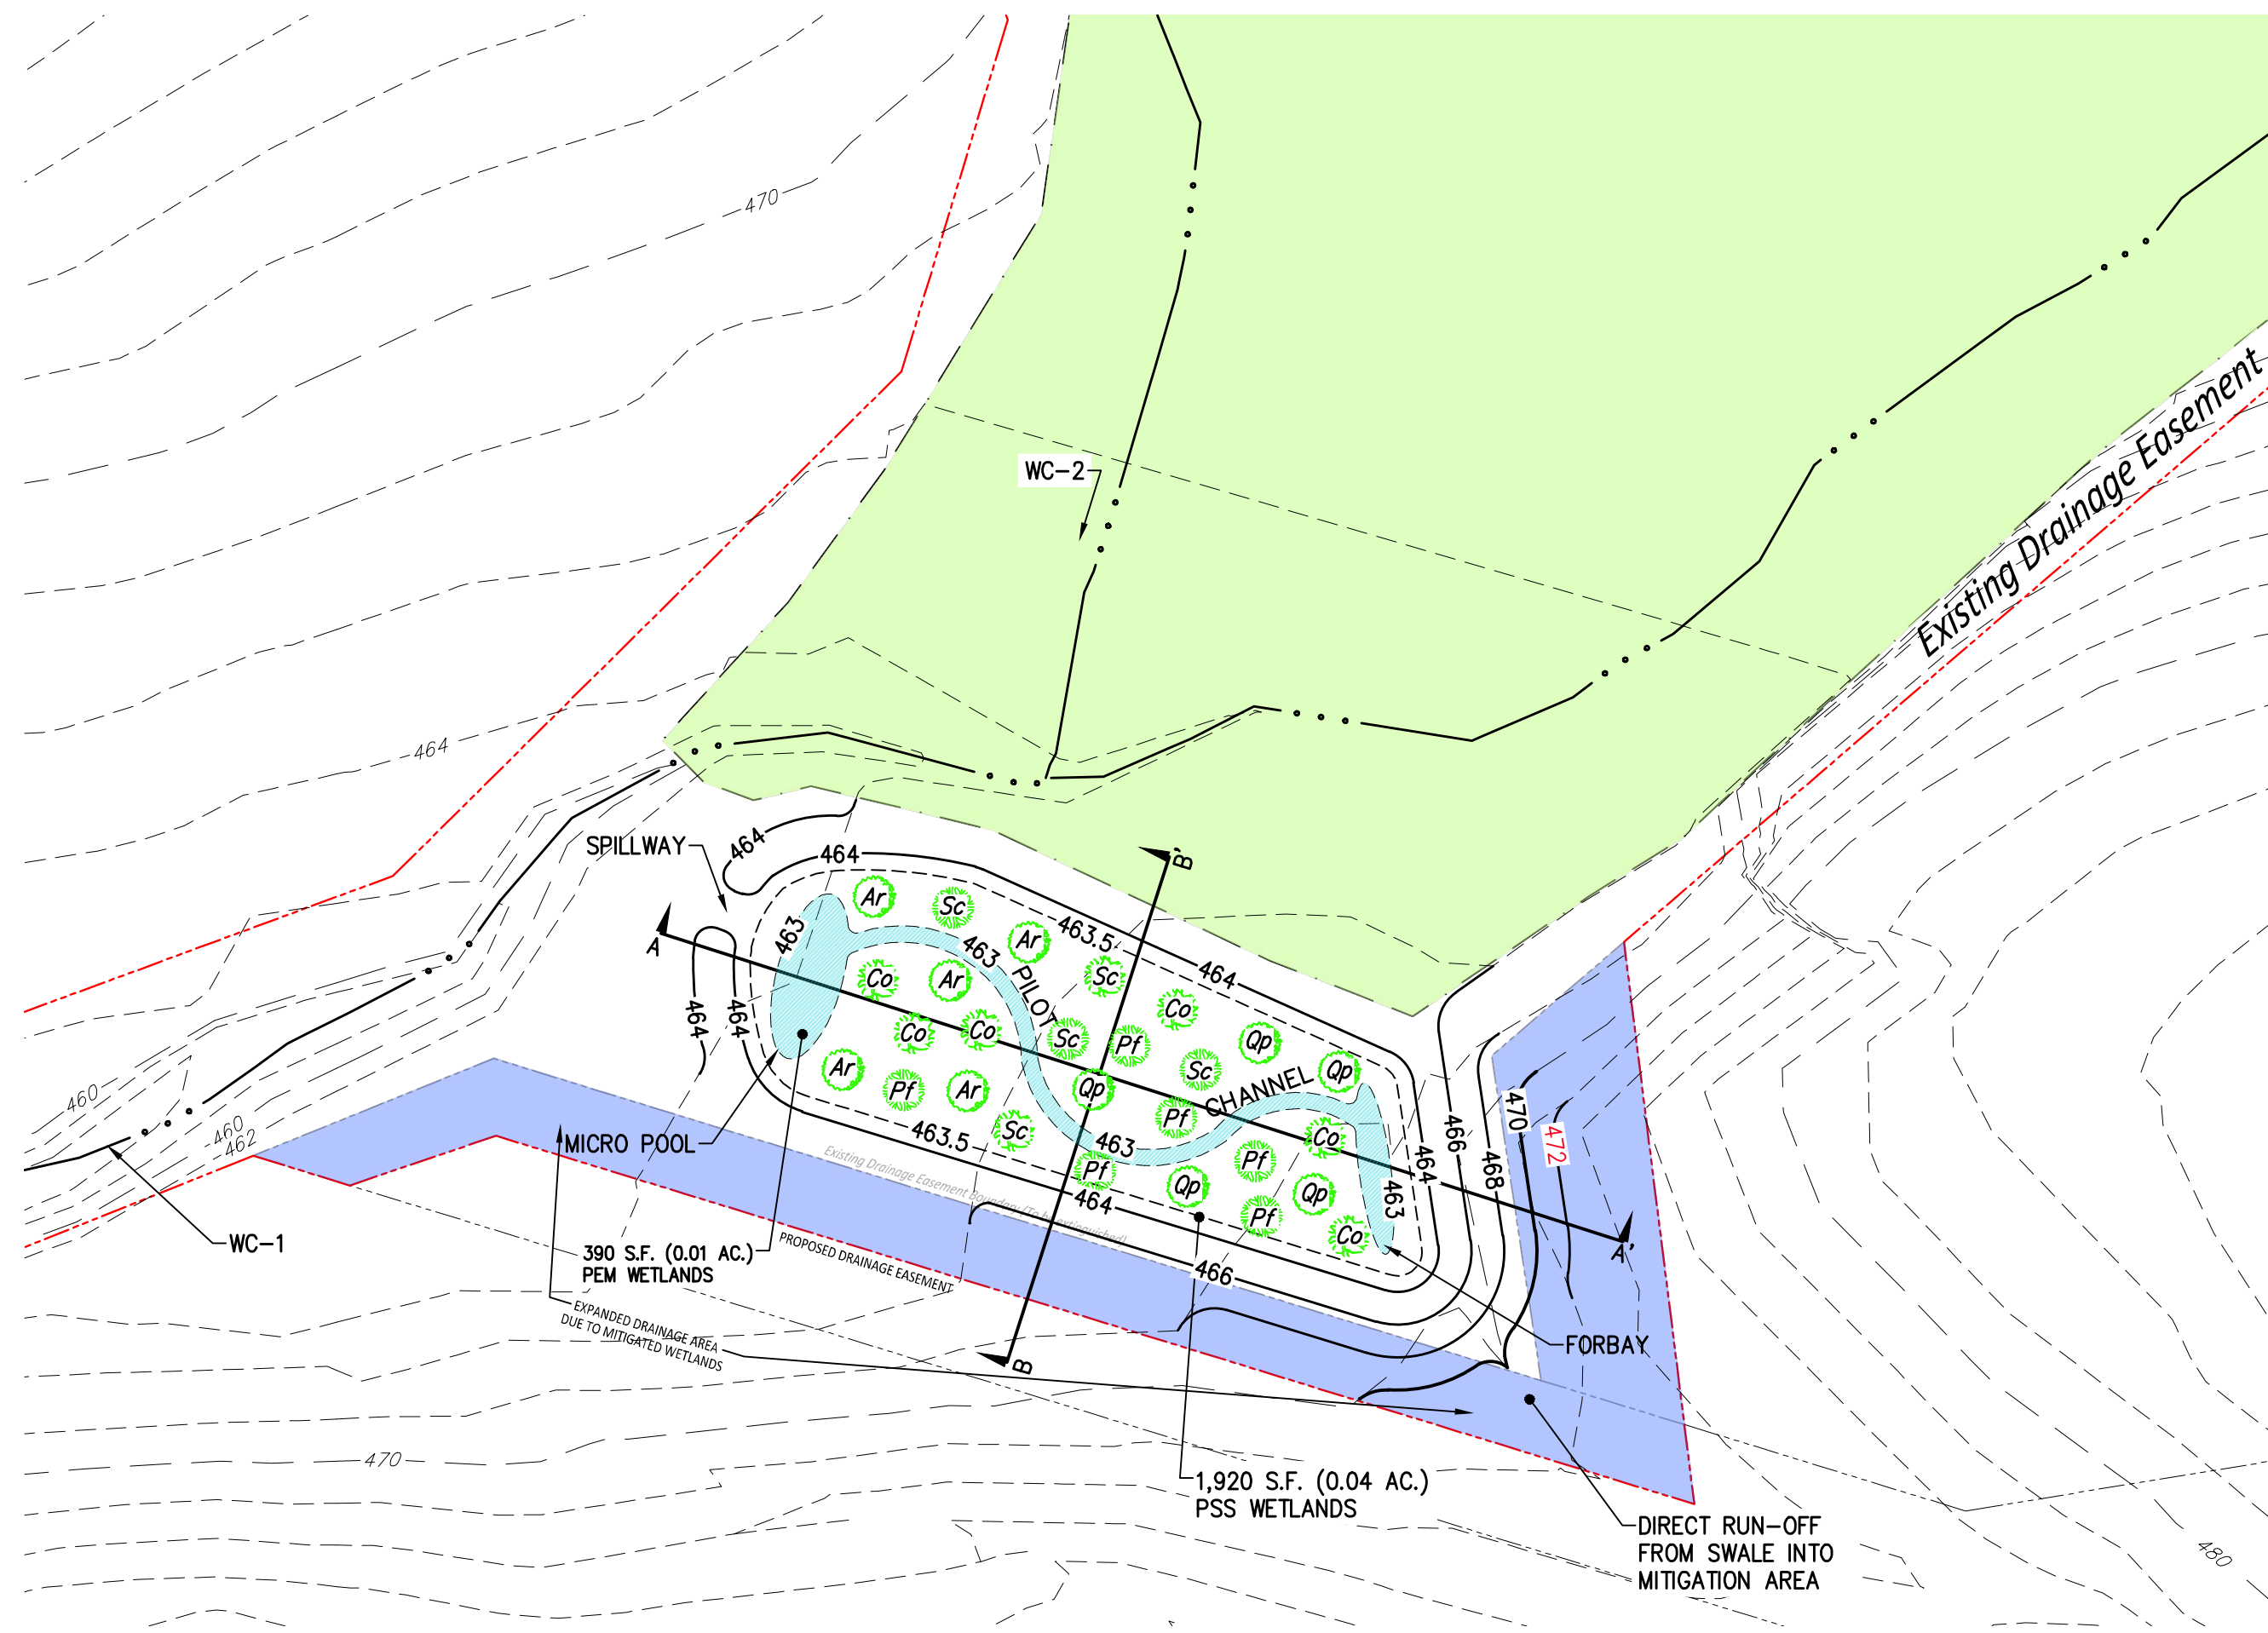 470
WC-2
Existing Drainage Easement
464
SPILLWAY
464
464
B'
Ar
Sc
463
A
463.5
Ar
463
464
Sc
Co
Ar
PILOT
Co
464
464
Co
Co
Sc
Pf
Qp
Ar
Pf
Ar
Qp
Sc
Qp
CHANNEL
460
460
462
470
466
472
MICRO POOL
463.5
Sc
463
Pf
Co
464
468
Pf
Pf
Qp
Qp
463
Existing Drainage Easement Boundary (To be extinguished)
464
Pf
Co
A'
WC-1
390 S.F. (0.01 AC.)
PEM WETLANDS
PROPOSED DRAINAGE EASEMENT
466
EXPANDED DRAINAGE AREA
DUE TO MITIGATED WETLANDS
B
FORBAY
470
1,920 S.F. (0.04 AC.)
PSS WETLANDS
DIRECT RUN-OFF
FROM SWALE INTO
MITIGATION AREA
480